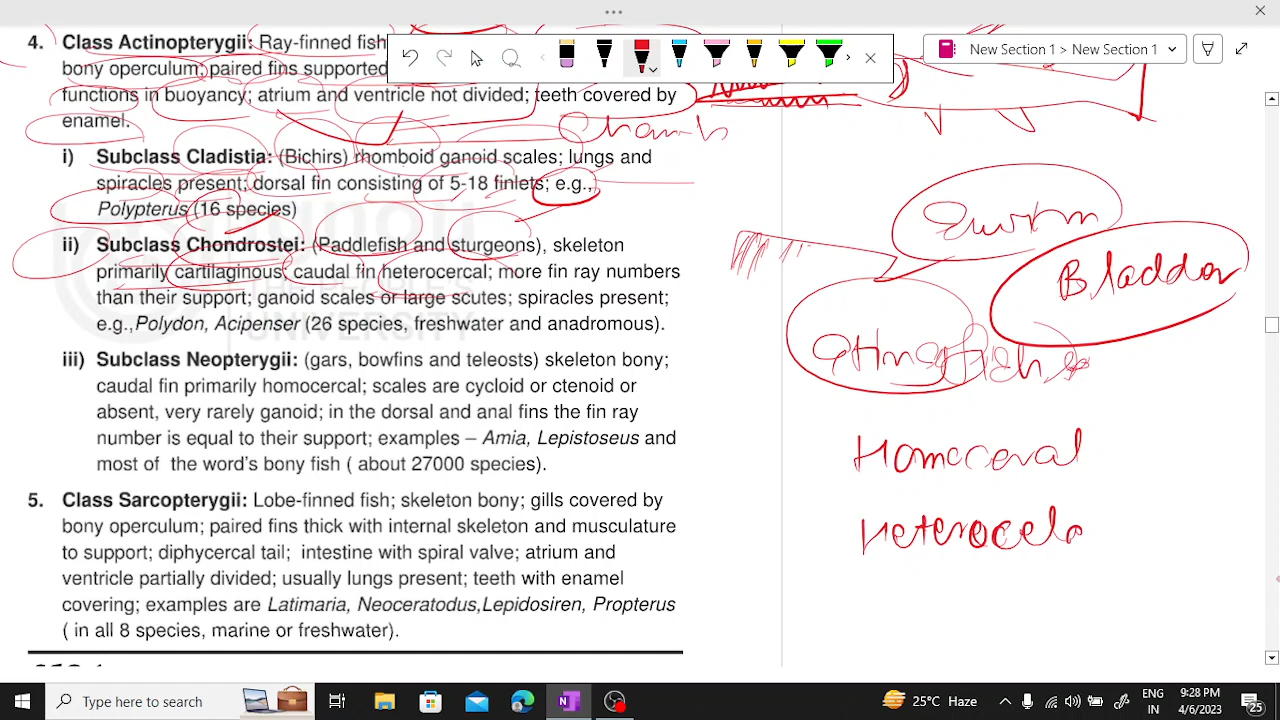 4. Class Actinopterygii: Ray-finned fish
bony operculum; paired fins supported
functions in buoyancy; atrium and ventricle not divided; teeth covered by
enamel.
i) Subclass Cladistia: (Bichirs) rhomboid ganoid scales; lungs and
spiracles present; dorsal fin consisting of 5-18 finlets; e.g.,
Polypterus (16 species)
ii) Subclass Chondrostei: (Paddlefish and sturgeons), skeleton
primarily cartilaginous, caudal fin heterocercal; more fin ray numbers
than their support; ganoid scales or large scutes; spiracles present;
e.g.,Polydon, Acipenser (26 species, freshwater and anadromous).
iii) Subclass Neopterygii: (gars, bowfins and teleosts) skeleton bony;
caudal fin primarily homocercal; scales are cycloid or ctenoid or
absent, very rarely ganoid; in the dorsal and anal fins the fin ray
number is equal to their support; examples – Amia, Lepistoseus and
most of the word's bony fish ( about 27000 species).
5. Class Sarcopterygii: Lobe-finned fish; skeleton bony; gills covered by
bony operculum; paired fins thick with internal skeleton and musculature
to support; diphycercal tail; intestine with spiral valve; atrium and
ventricle partially divided; usually lungs present; teeth with enamel
covering; examples are Latimaria, Neoceratodus,Lepidosiren, Propterus
( in all 8 species, marine or freshwater).
THE PEOPLE'S
UNIVERSITY
New Section 1 > New Section 1
Bladder
Type here to search
25°C Haze
ENG
IN
9:28 PM
4/6/2023
25